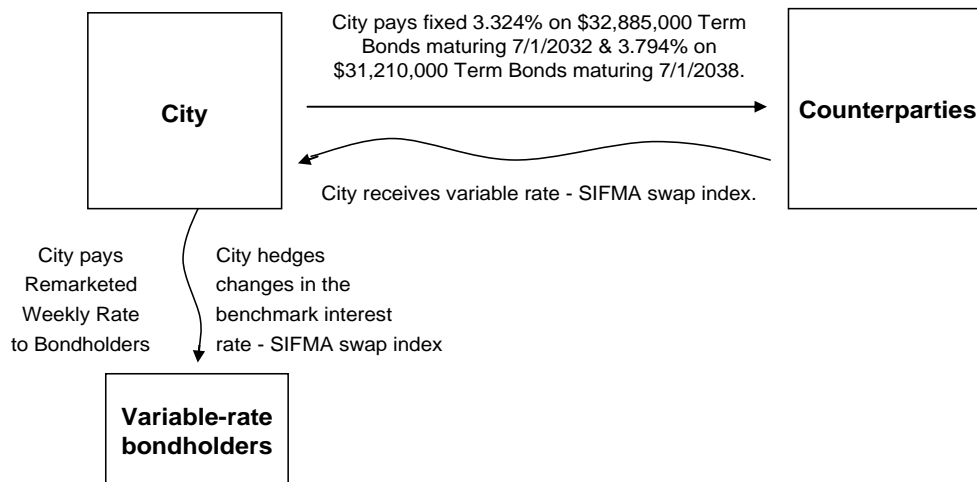 City pays fixed 3.324% on $32,885,000 Term
Bonds maturing 7/1/2032 & 3.794% on
$31,210,000 Term Bonds maturing 7/1/2038.
City
Counterparties
City receives variable rate - SIFMA swap index.
City pays
Remarketed
Weekly Rate
to Bondholders
City hedges
changes in the
benchmark interest
rate - SIFMA swap index
Variable-rate
bondholders